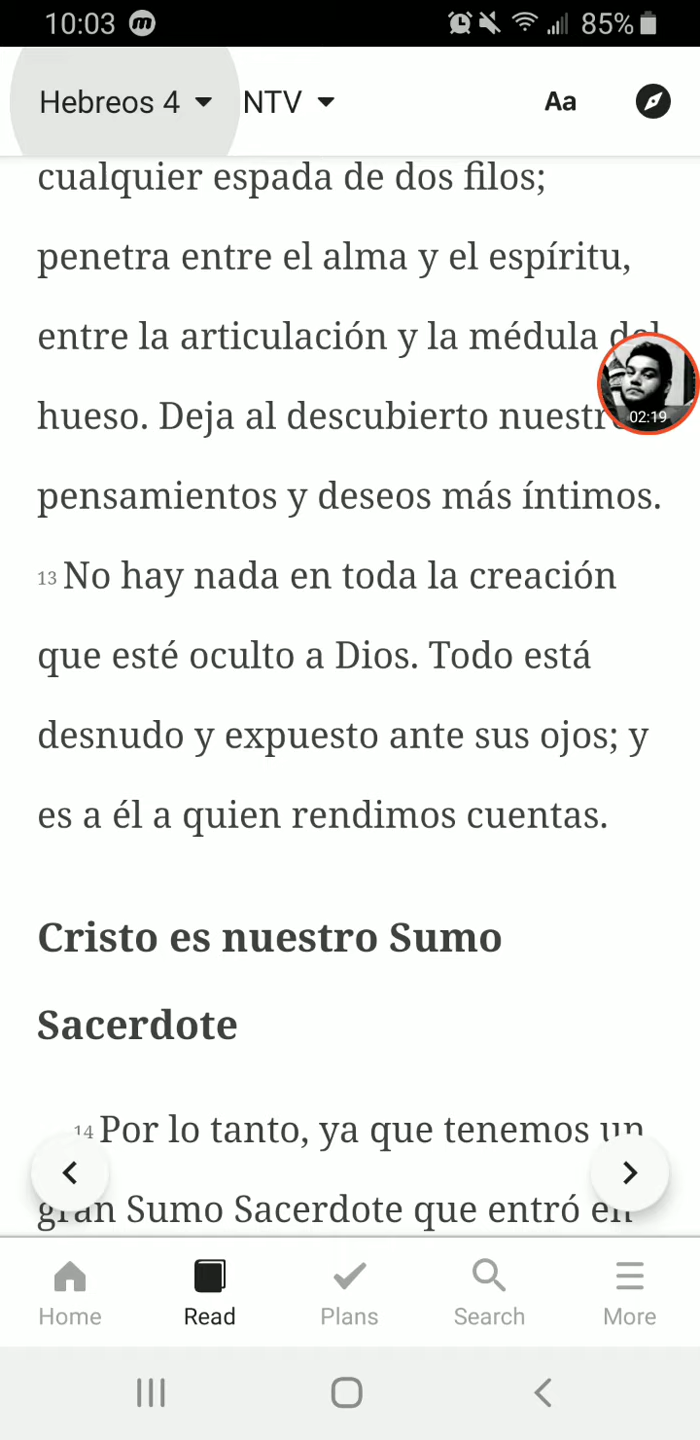 10:03 m 85%
Hebreos 4 NTV Aa
cualquier espada de dos filos;
penetra entre el alma y el espíritu,
entre la articulación y la médula del
02:19
hueso. Deja al descubierto
pensamientos y deseos más íntimos.
13 No hay nada en toda la creación
que esté oculto a Dios. Todo está
desnudo y expuesto ante sus ojos; y
es a él a quien rendimos cuentas.
Cristo es nuestro Sumo
Sacerdote
14 Por lo tanto, ya que tenemos un
gran Sumo Sacerdote que entró en
Home Read Plans Search More